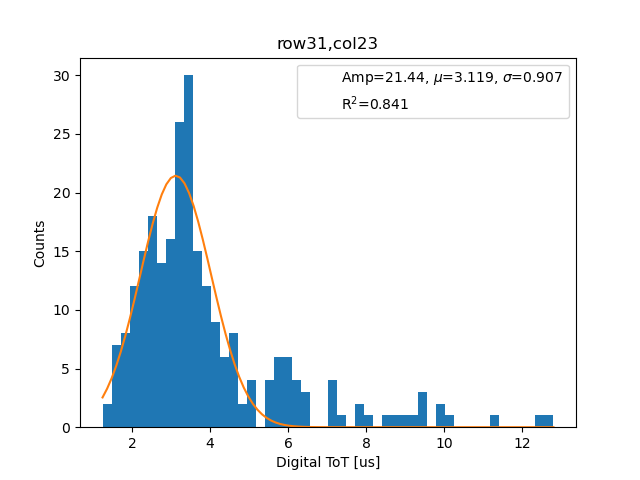 row31,col23
Amp=21.44, μ=3.119, σ=0.907
R²=0.841
30
25
20
15
10
5
0
Counts
2 4 6 8 10 12
Digital ToT [us]